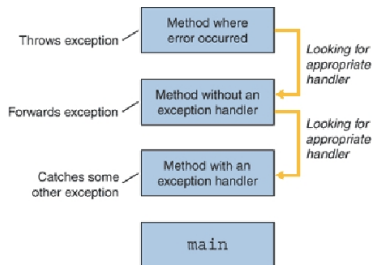 Throws exception
Method where
error occurred
Looking for
appropriate
handler
Forwards exception
Method without an
exception handler
Looking for
appropriate
handler
Catches some
other exception
Method with an
exception handler
main